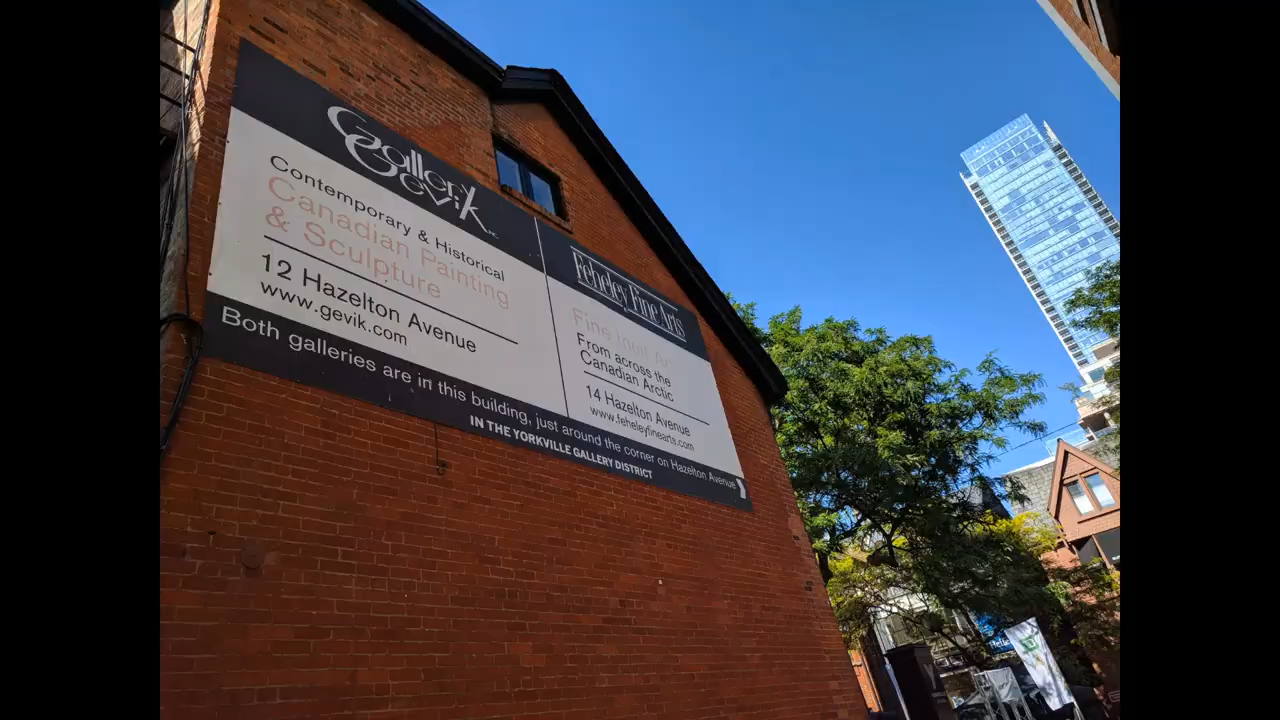 Gallery
Gevik
INC.
Contemporary & Historical
Canadian Painting
& Sculpture
12 Hazelton Avenue
www.gevik.com
Feheley Fine Arts
Fine Inuit Art
From across the
Canadian Arctic
14 Hazelton Avenue
www.feheleyfinearts.com
Both galleries are in this building, just around the corner on Hazelton Avenue
IN THE YORKVILLE GALLERY DISTRICT